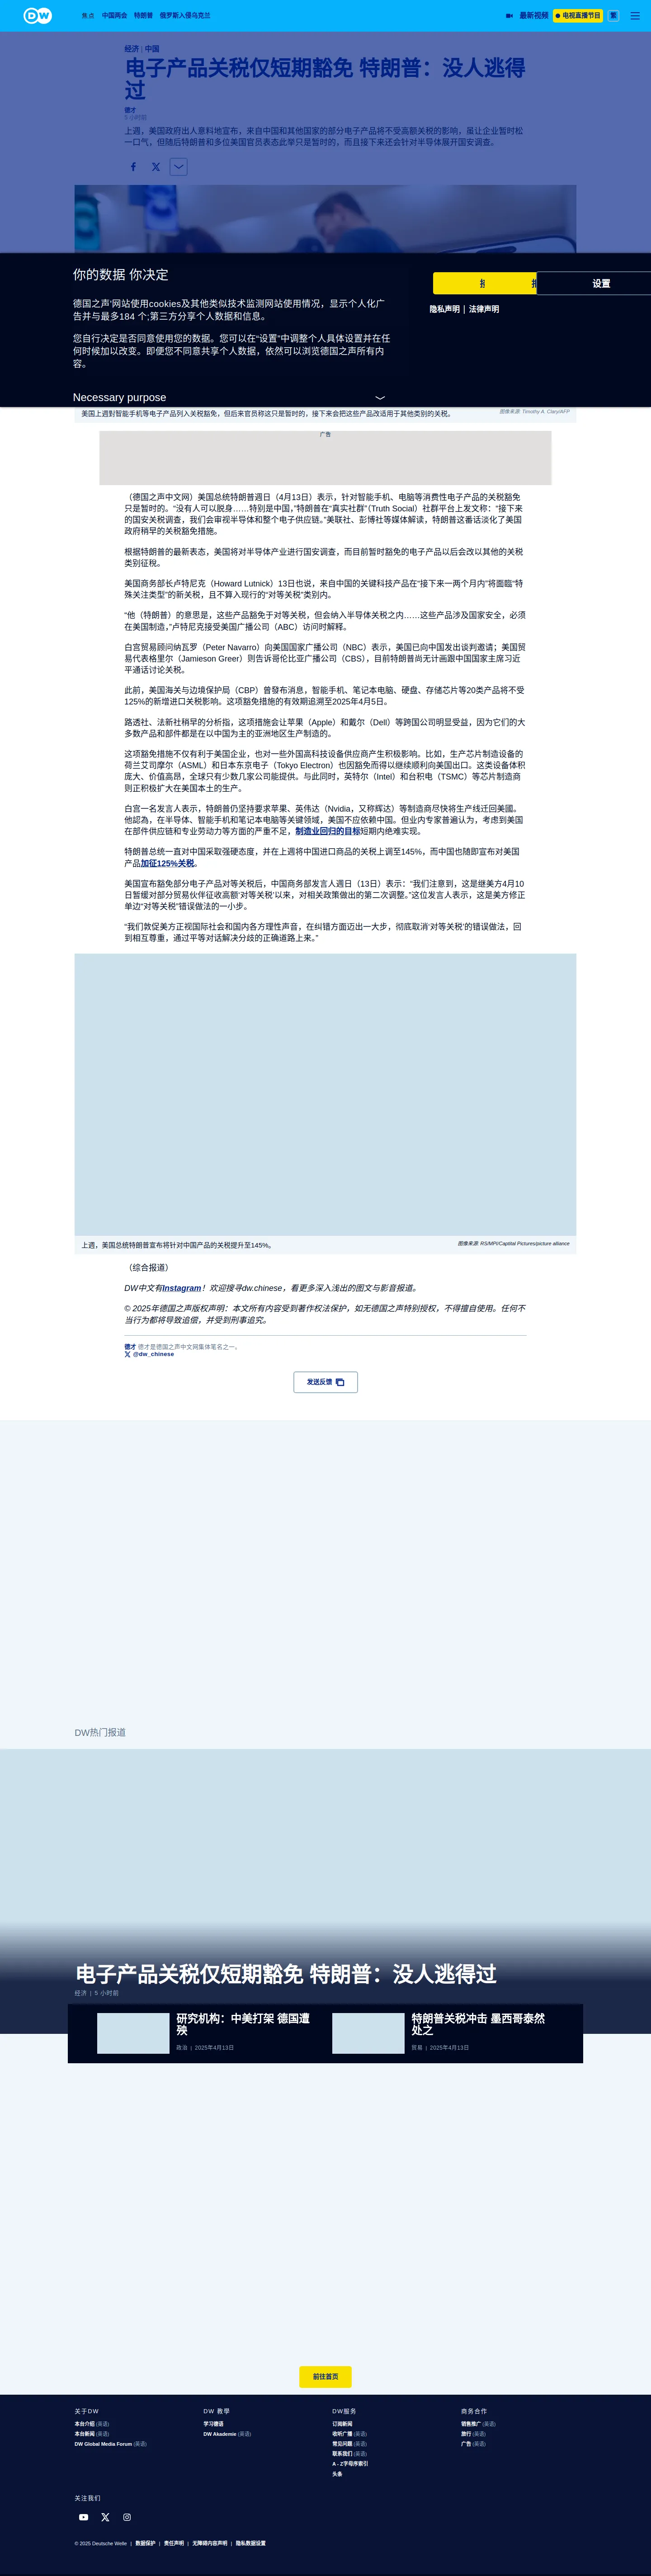 DW
焦点 中国两会 特朗普 俄罗斯入侵乌克兰
最新视频 电视直播节目 繁
经济 | 中国
电子产品关税仅短期豁免 特朗普：没人逃得
过
德才
5 小时前
上週，美国政府出人意料地宣布，来自中国和其他国家的部分电子产品将不受高额关税的影响，虽让企业暂时松
一口气，但随后特朗普和多位美国官员表态此举只是暂时的，而且接下来还会针对半导体展开国安调查。
你的数据 你决定
德国之声'网站使用cookies及其他类似技术监测网站使用情况，显示个人化广
告并与最多184 个;第三方分享个人数据和信息。
您自行决定是否同意使用您的数据。您可以在“设置”中调整个人具体设置并在任
何时候加以改变。即便您不同意共享个人数据，依然可以浏览德国之声所有内
容。
设置
隐私声明 | 法律声明
Necessary purpose
美国上週對智能手机等电子产品列入关税豁免，但后来官员称这只是暂时的，接下来会把这些产品改适用于其他类别的关税。
图像来源: Timothy A. Clary/AFP
广告
（德国之声中文网）美国总统特朗普週日（4月13日）表示，针对智能手机、电脑等消费性电子产品的关税豁免
只是暂时的。“没有人可以脱身……特别是中国，”特朗普在“真实社群”（Truth Social）社群平台上发文称：“接下来
的国安关税调查，我们会审视半导体和整个电子供应链。”美联社、彭博社等媒体解读，特朗普这番话淡化了美国
政府稍早的关税豁免措施。
根据特朗普的最新表态，美国将对半导体产业进行国安调查，而目前暂时豁免的电子产品以后会改以其他的关税
类别征税。
美国商务部长卢特尼克（Howard Lutnick）13日也说，来自中国的关键科技产品在“接下来一两个月内”将面臨“特
殊关注类型”的新关税，且不算入现行的“对等关税”类别内。
“他（特朗普）的意思是，这些产品豁免于对等关税，但会纳入半导体关税之内……这些产品涉及国家安全，必须
在美国制造，”卢特尼克接受美国广播公司（ABC）访问时解释。
白宫贸易顾问纳瓦罗（Peter Navarro）向美国国家广播公司（NBC）表示，美国已向中国发出谈判邀请；美国贸
易代表格里尔（Jamieson Greer）则告诉哥伦比亚广播公司（CBS），目前特朗普尚无计画跟中国国家主席习近
平通话讨论关税。
此前，美国海关与边境保护局（CBP）曾發布消息，智能手机、笔记本电脑、硬盘、存储芯片等20类产品将不受
125%的新增进口关税影响。这项豁免措施的有效期追溯至2025年4月5日。
路透社、法新社稍早的分析指，这项措施会让苹果（Apple）和戴尔（Dell）等跨国公司明显受益，因为它们的大
多数产品和部件都是在以中国为主的亚洲地区生产制造的。
这项豁免措施不仅有利于美国企业，也对一些外国高科技设备供应商产生积极影响。比如，生产芯片制造设备的
荷兰艾司摩尔（ASML）和日本东京电子（Tokyo Electron）也因豁免而得以继续顺利向美国出口。这类设备体积
庞大、价值高昂，全球只有少数几家公司能提供。与此同时，英特尔（Intel）和台积电（TSMC）等芯片制造商
则正积极扩大在美国本土的生产。
白宫一名发言人表示，特朗普仍坚持要求苹果、英伟达（Nvidia，又称辉达）等制造商尽快将生产线迁回美國。
他認為，在半导体、智能手机和笔记本电脑等关键领域，美国不应依赖中国。但业内专家普遍认为，考虑到美国
在部件供应链和专业劳动力等方面的严重不足，制造业回归的目标短期内绝难实现。
特朗普总统一直对中国采取强硬态度，并在上週将中国进口商品的关税上调至145%，而中国也随即宣布对美国
产品加征125%关税。
美国宣布豁免部分电子产品对等关税后，中国商务部发言人週日（13日）表示：“我们注意到，这是继美方4月10
日暂缓对部分贸易伙伴征收高额‘对等关税’以来，对相关政策做出的第二次调整。”这位发言人表示，这是美方修正
单边“对等关税”错误做法的一小步。
“我们敦促美方正视国际社会和国内各方理性声音，在纠错方面迈出一大步，彻底取消‘对等关税’的错误做法，回
到相互尊重，通过平等对话解决分歧的正确道路上来。”
上週，美国总统特朗普宣布将针对中国产品的关税提升至145%。
图像来源: RS/MPI/Capttial Pictures/picture alliance
（综合报道）
DW中文有Instagram！欢迎搜寻dw.chinese，看更多深入浅出的图文与影音报道。
© 2025年德国之声版权声明：本文所有内容受到著作权法保护，如无德国之声特别授权，不得擅自使用。任何不
当行为都将导致追偿，并受到刑事追究。
德才 德才是德国之声中文网集体笔名之一。
@dw_chinese
发送反馈
DW热门报道
电子产品关税仅短期豁免 特朗普：没人逃得过
经济 | 5 小时前
研究机构：中美打架 德国遭
殃
政治 | 2025年4月13日
特朗普关税冲击 墨西哥泰然
处之
贸易 | 2025年4月13日
前往首页
关于DW
本台介绍 (英语)
本台新闻 (英语)
DW Global Media Forum (英语)
DW 教學
学习德语
DW Akademie (英语)
DW服务
订阅新闻
收听广播 (英语)
常见问题 (英语)
联系我们 (英语)
A - Z字母序索引
头条
商务合作
销售推广 (英语)
旅行 (英语)
广告 (英语)
关注我们
© 2025 Deutsche Welle | 数据保护 | 责任声明 | 无障碍内容声明 | 隐私数据设置